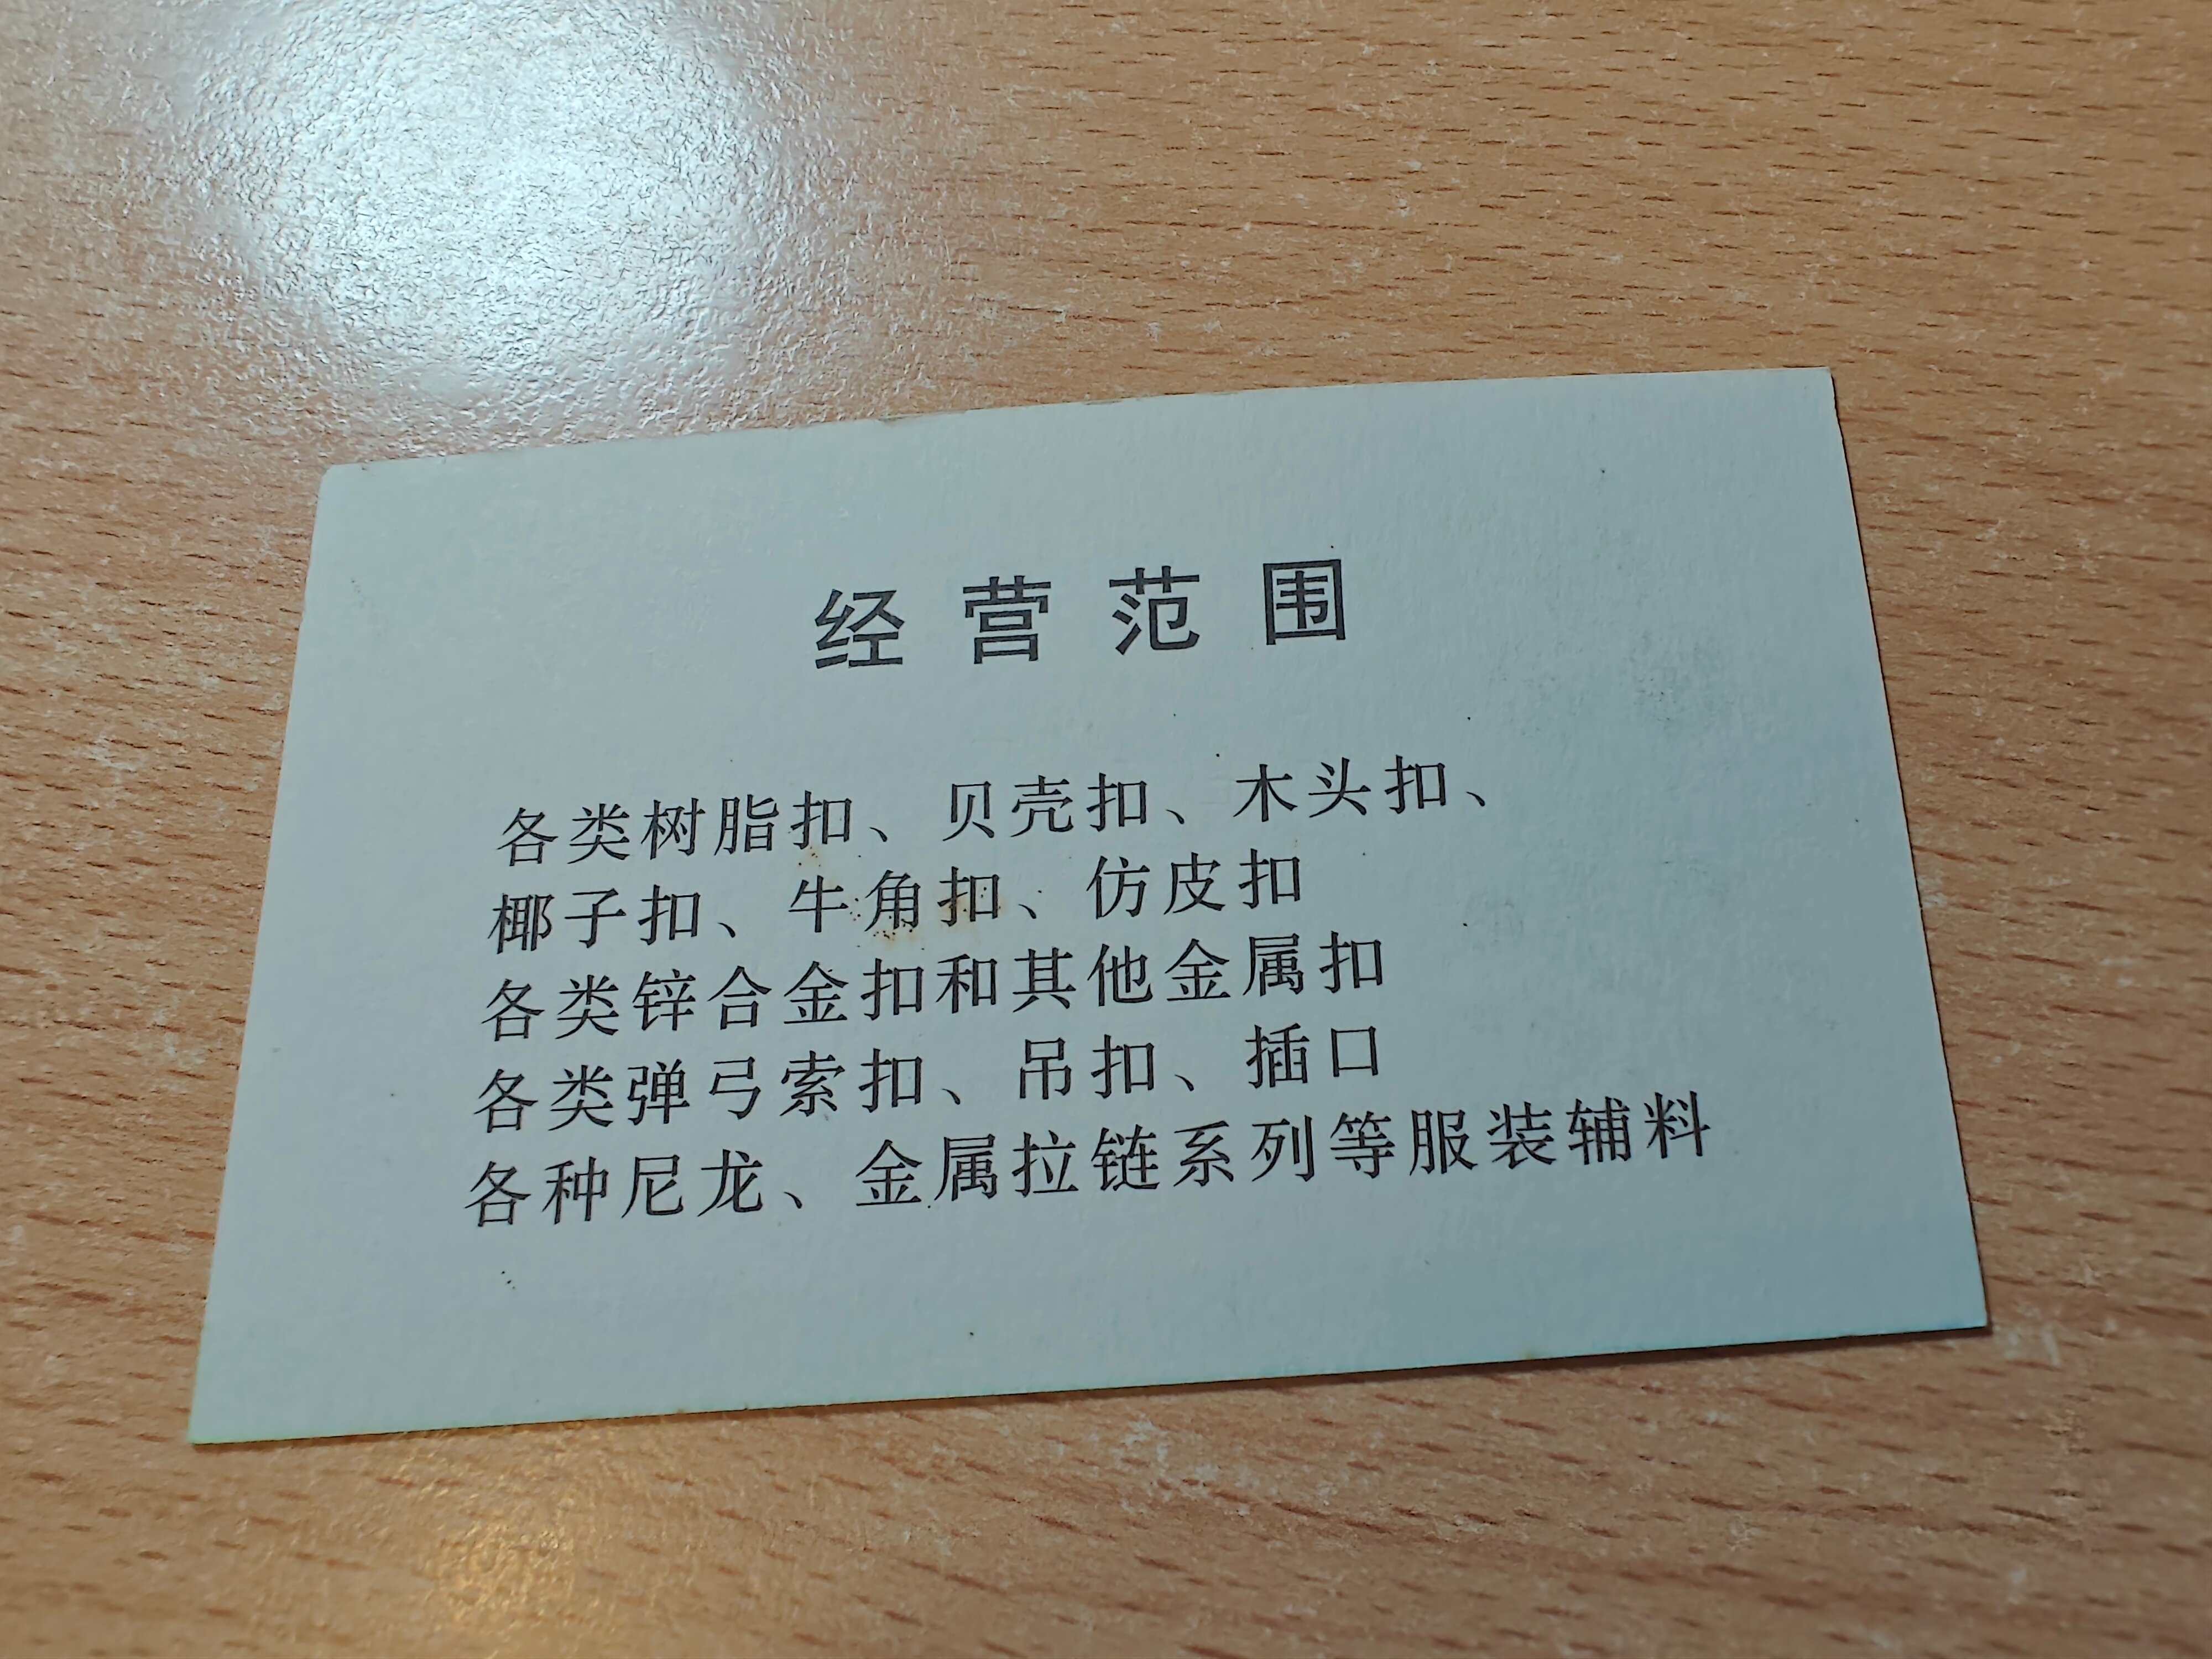 经营范围
各类树脂扣、贝壳扣、木头扣、
椰子扣、牛角扣、仿皮扣
各类锌合金扣和其他金属扣
各类弹弓索扣、吊扣、插口
各种尼龙、金属拉链系列等服装辅料